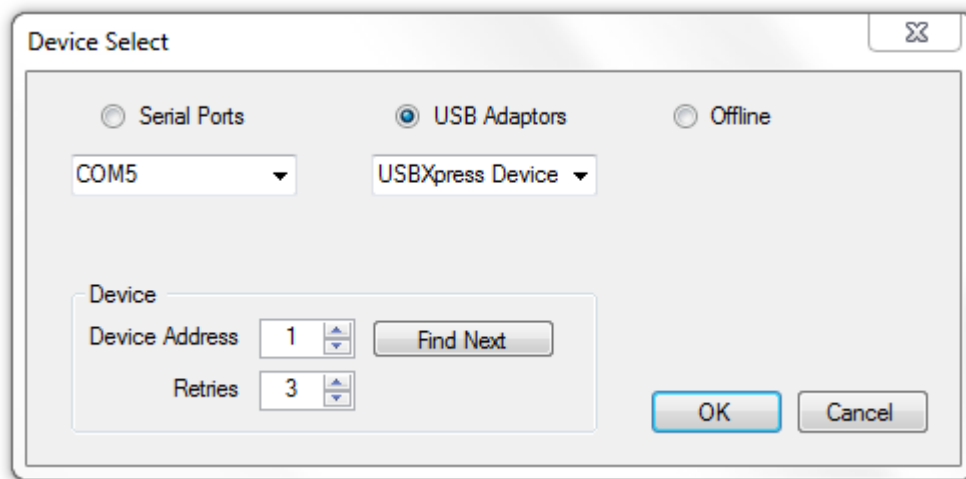 Device Select
Serial Ports USB Adaptors Offline
COM5 USBXpress Device
Device
Device Address 1 Find Next
Retries 3
OK Cancel